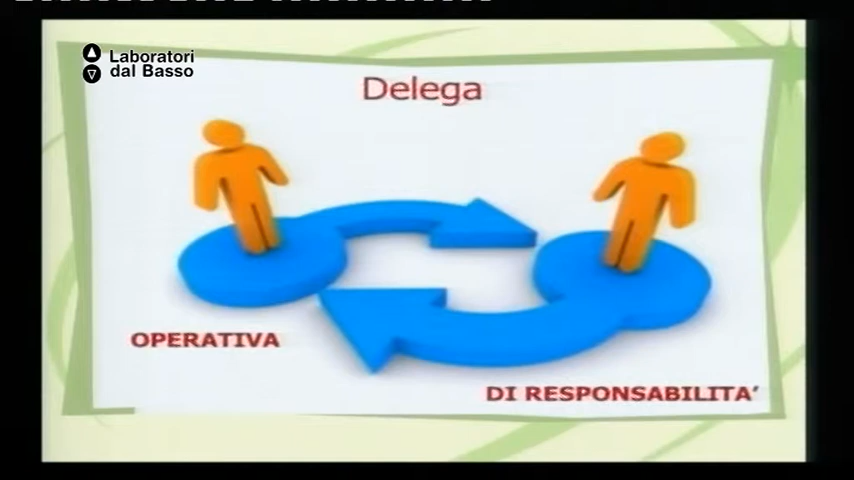 Laboratori
dal Basso
Delega
OPERATIVA
DI RESPONSABILITA'